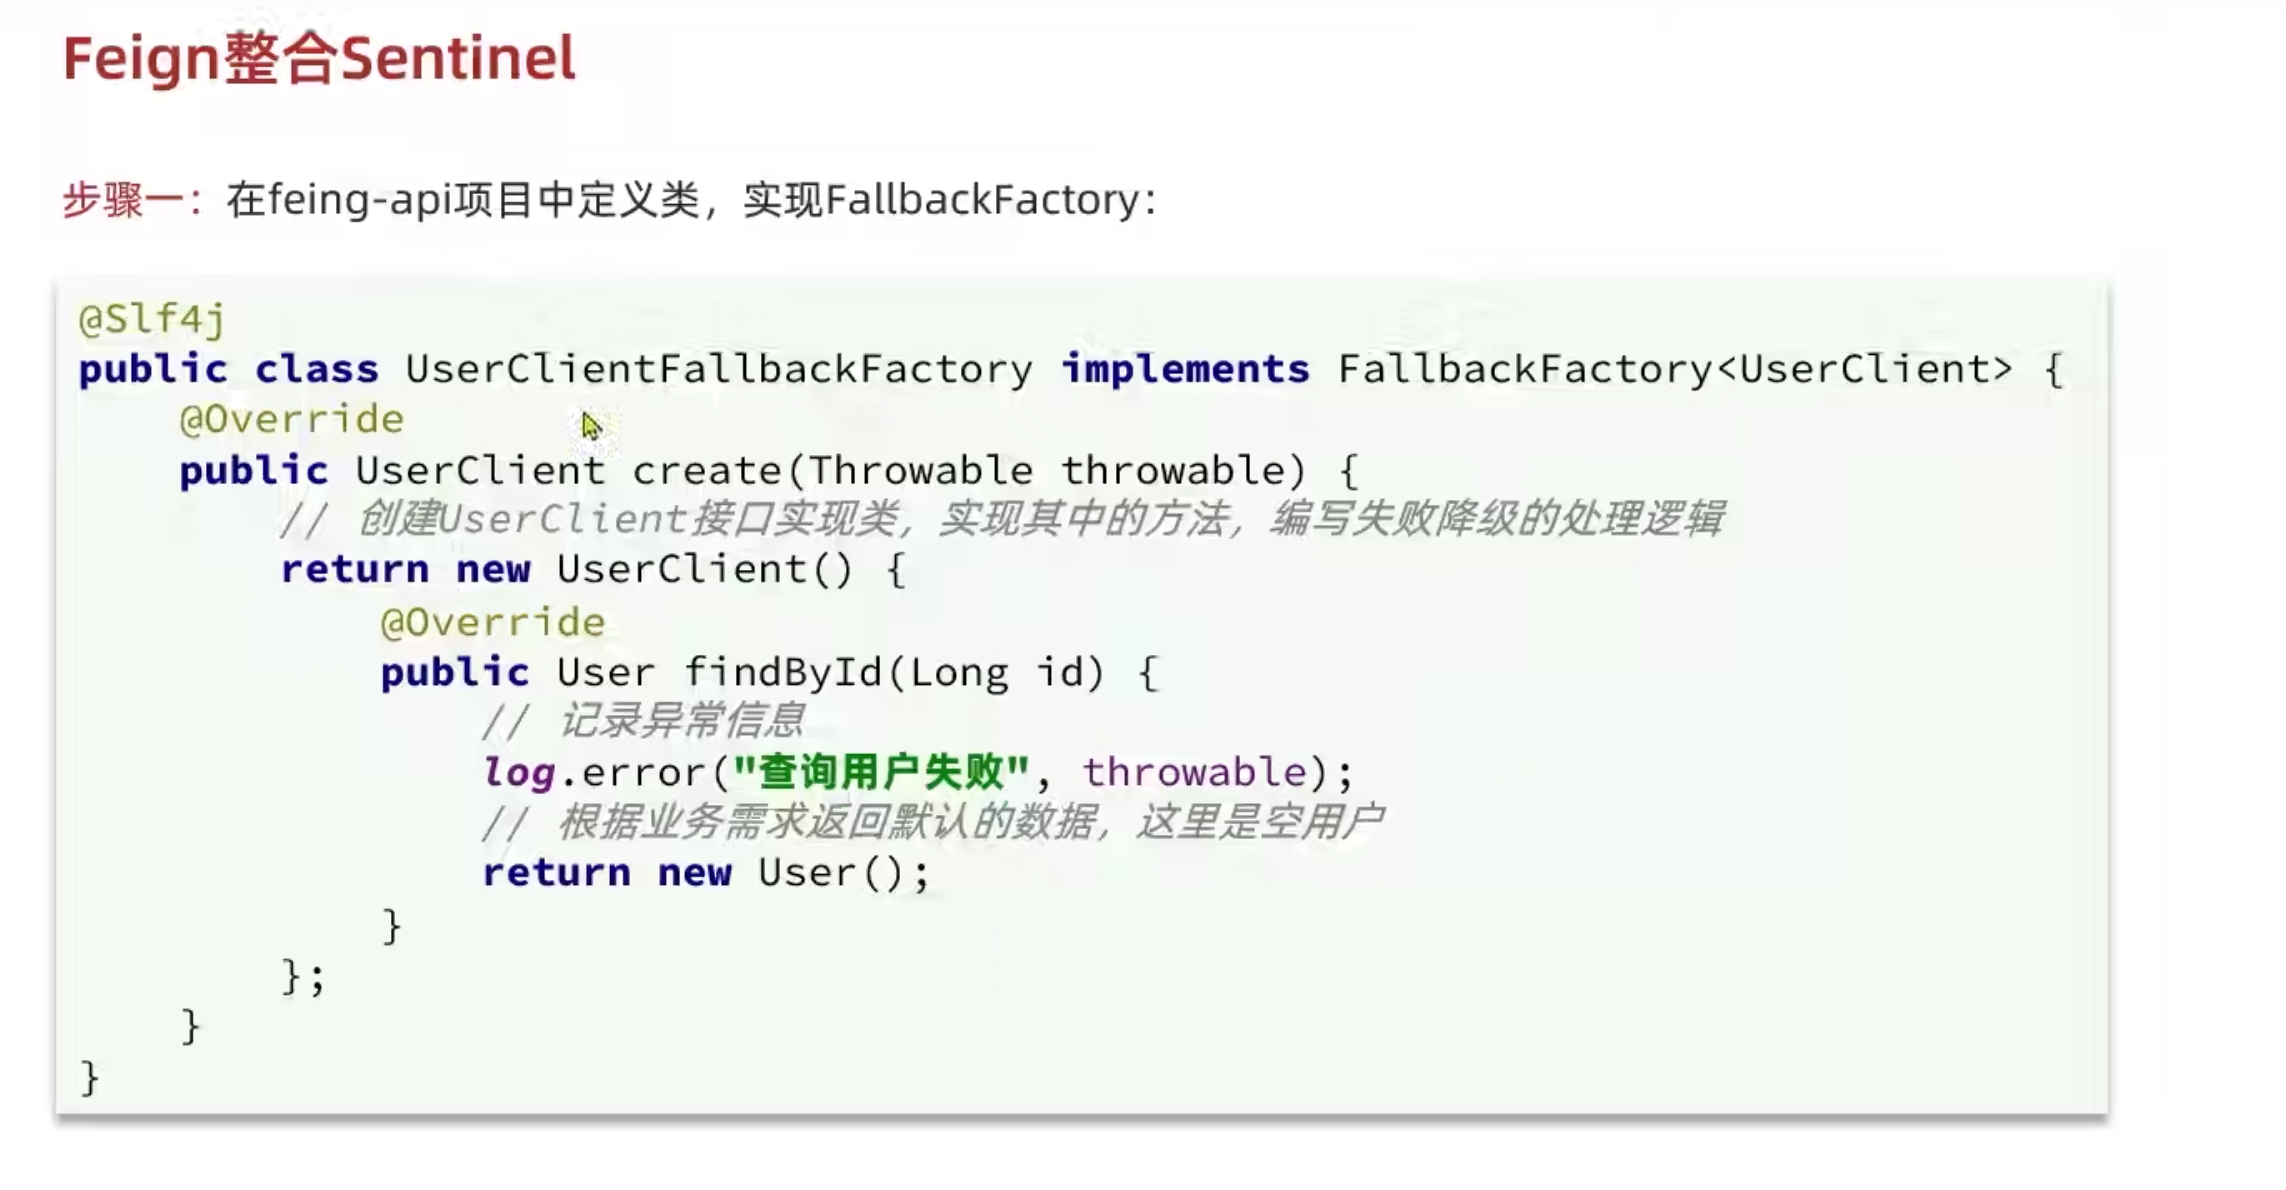 Feign整合Sentinel
步骤一：在feing-api项目中定义类，实现FallbackFactory：
@Slf4j
public class UserClientFallbackFactory implements FallbackFactory<UserClient> {
@Override
public UserClient create(Throwable throwable) {
// 创建UserClient接口实现类，实现其中的方法，编写失败降级的处理逻辑
return new UserClient() {
@Override
public User findById(Long id) {
// 记录异常信息
log.error("查询用户失败", throwable);
// 根据业务需求返回默认的数据，这里是空用户
return new User();
}
};
}
}